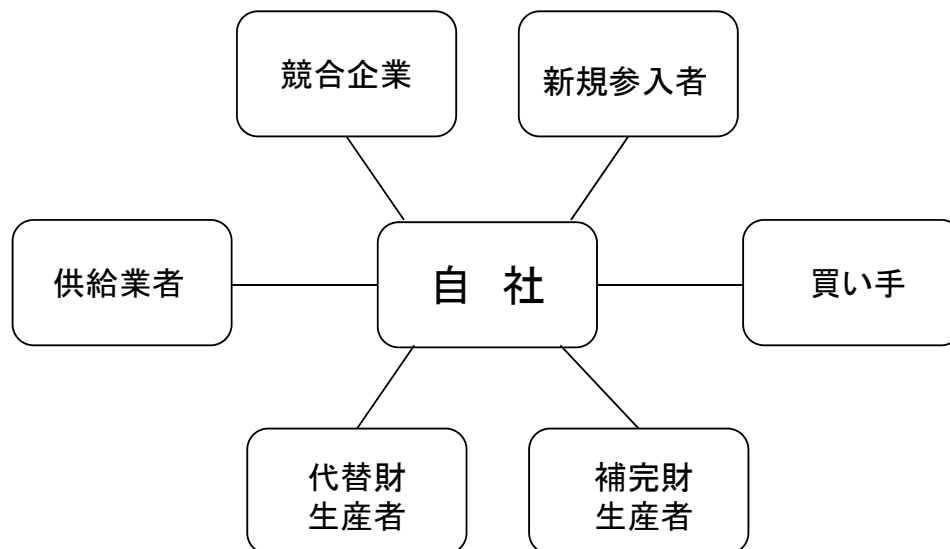 競合企業
新規参入者
供給業者
自 社
買い手
代替財
生産者
補完財
生産者